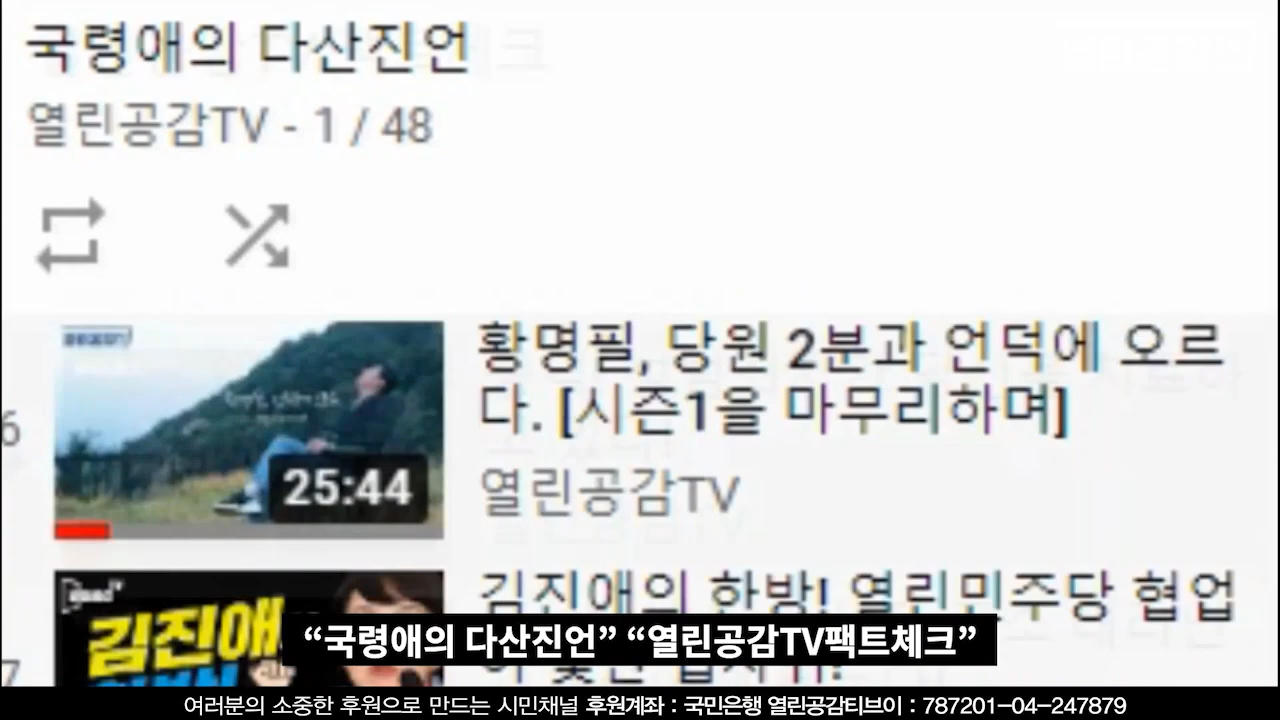 국령애의 다산진언
열린공감TV - 1 / 48
황명필, 당원 2분과 언덕에 오르
다. [시즌1을 마무리하며]
25:44
열린공감TV
6
김진애의 한방! 열린민주당 협업
7
김진애
“국령애의 다산진언” “열린공감TV팩트체크”
여러분의 소중한 후원으로 만드는 시민채널 후원계좌 : 국민은행 열린공감티브이 : 787201-04-247879